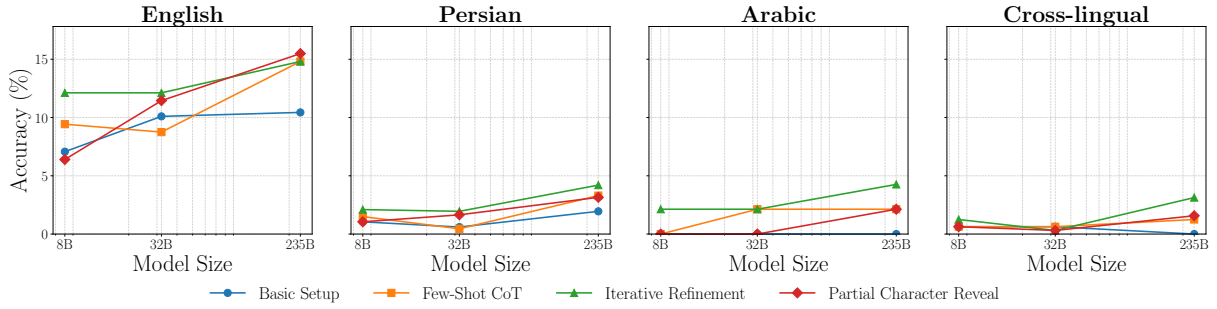 English Persian Arabic Cross-lingual
Accuracy (%)
15
10
5
0
8B 32B 235B 8B 32B 235B 8B 32B 235B 8B 32B 235B
Model Size Model Size Model Size Model Size
Basic Setup Few-Shot CoT Iterative Refinement Partial Character Reveal